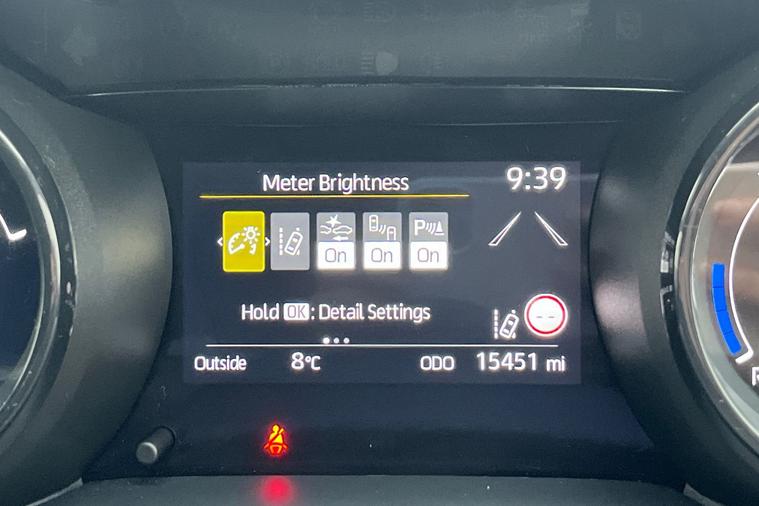 Meter Brightness
9:39
P
On On On
Hold OK : Detail Settings
--
Outside 8°C ODO 15451 mi